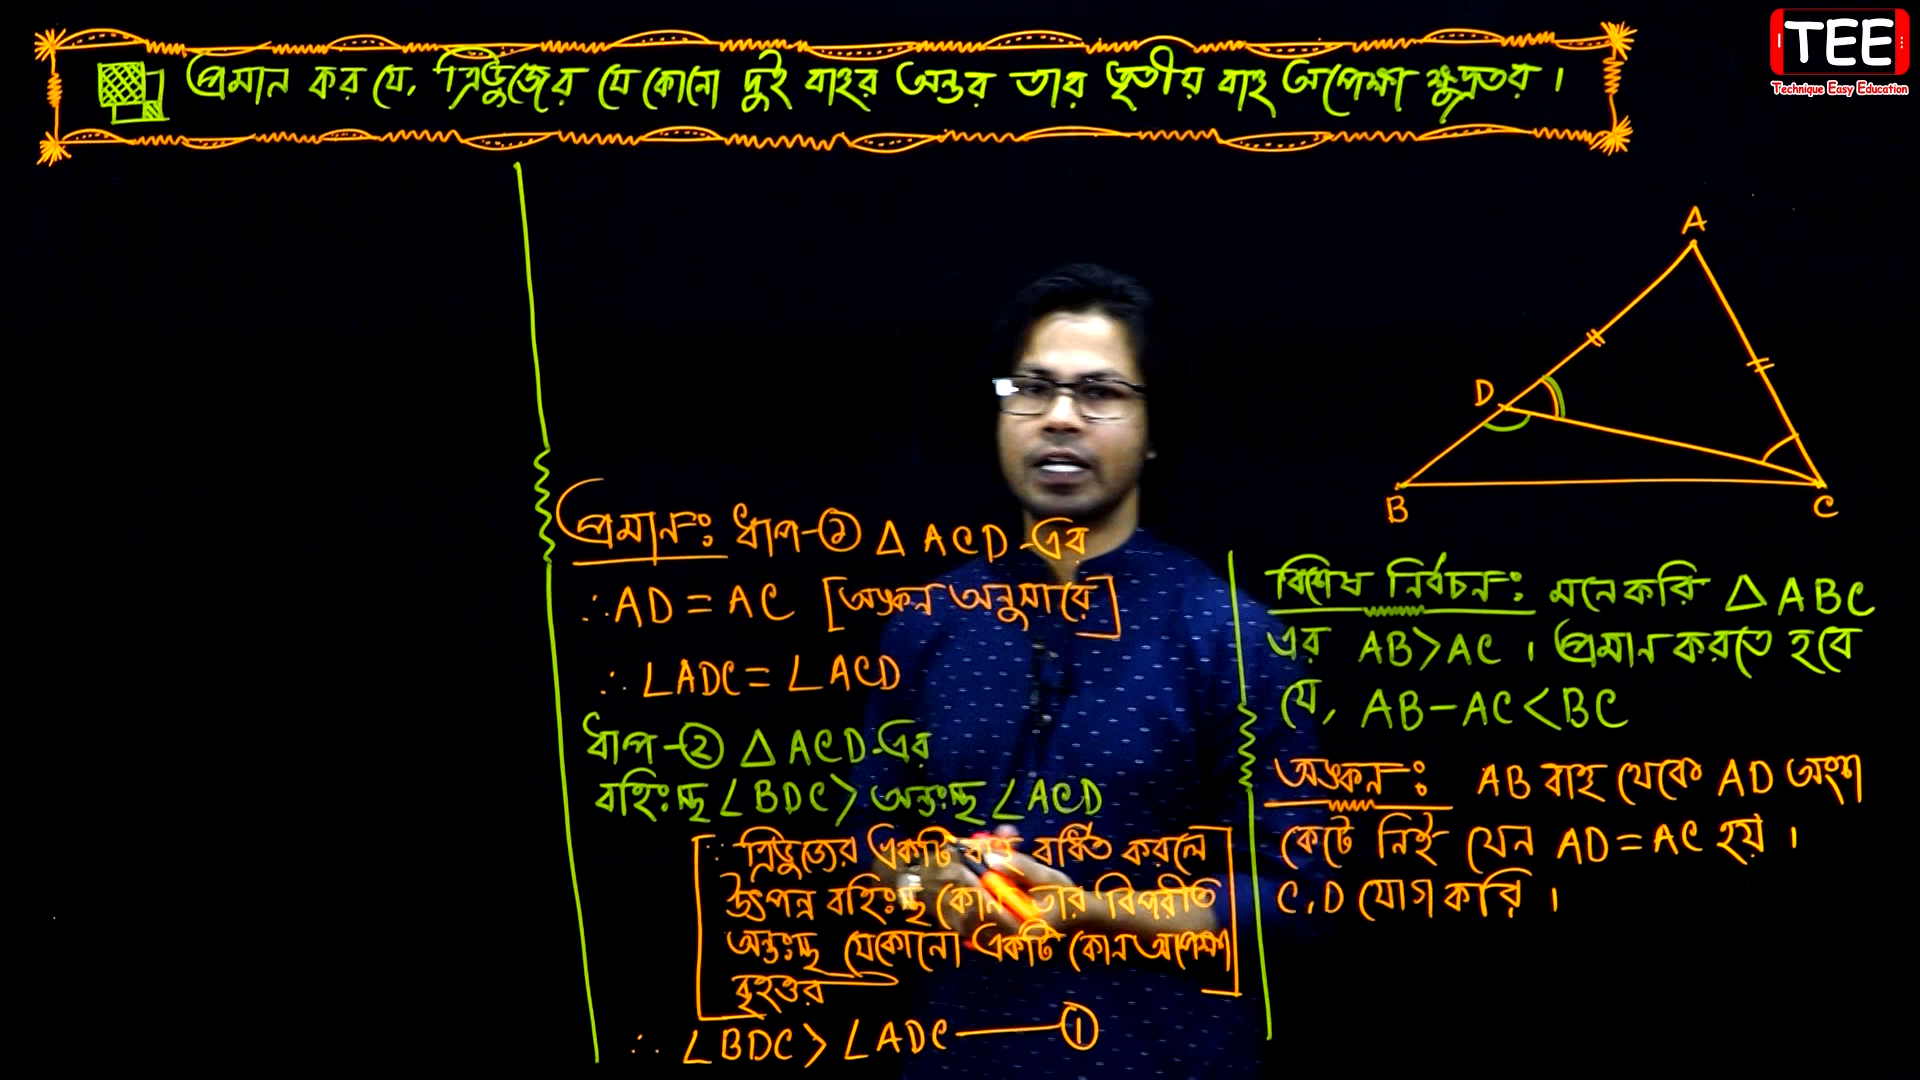 প্রমান কর যে, ত্রিভুজের যে কোনো দুই বাহুর অন্তর তার তৃতীয় বাহু অপেক্ষা ক্ষুদ্রতর।
TEE
Technique Easy Education
A
D
B
C
প্রমান: ধাপ-① △ ACD-এর
∴ AD = AC [অঙ্কন অনুসারে]
∴ ∠ADC = ∠ACD
ধাপ-② △ ACD-এর
বহিঃস্থ ∠BDC > অন্তঃস্থ ∠ACD
[∵ ত্রিভুজের একটি বাহু বর্ধিত করলে
উৎপন্ন বহিঃস্থ কোন তার বিপরীত
অন্তঃস্থ যেকোনো একটি কোন অপেক্ষা
বৃহত্তর]
∴ ∠BDC > ∠ADC — ①
বিশেষ নির্বচন: মনেকরি △ ABC
এর AB > AC । প্রমান করতে হবে
যে, AB – AC < BC
অঙ্কন: AB বাহু থেকে AD অংশ
কেটে নিই যেন AD = AC হয়।
C, D যোগ করি।